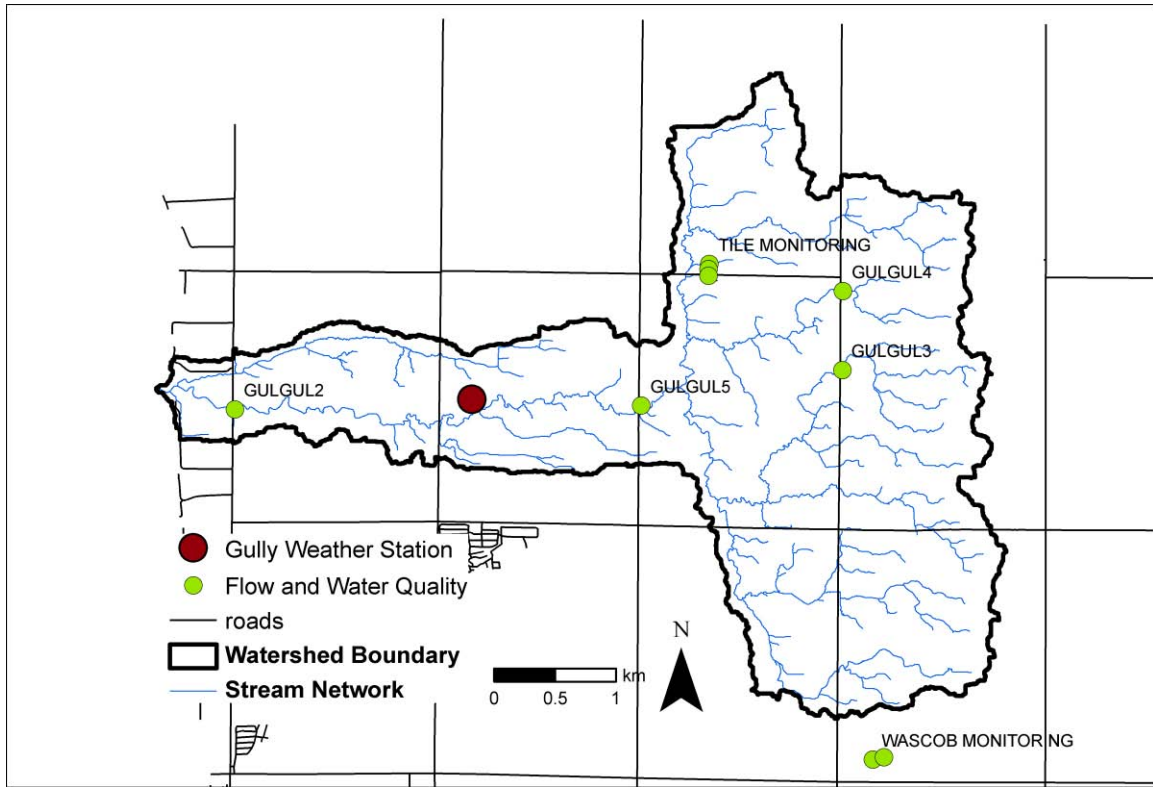 TILE MONITORING
GULGUL4
GULGUL3
GULGUL2
GULGUL5
Gully Weather Station
Flow and Water Quality
roads
Watershed Boundary
Stream Network
N
km
0 0.5 1
WASCOB MONITORING